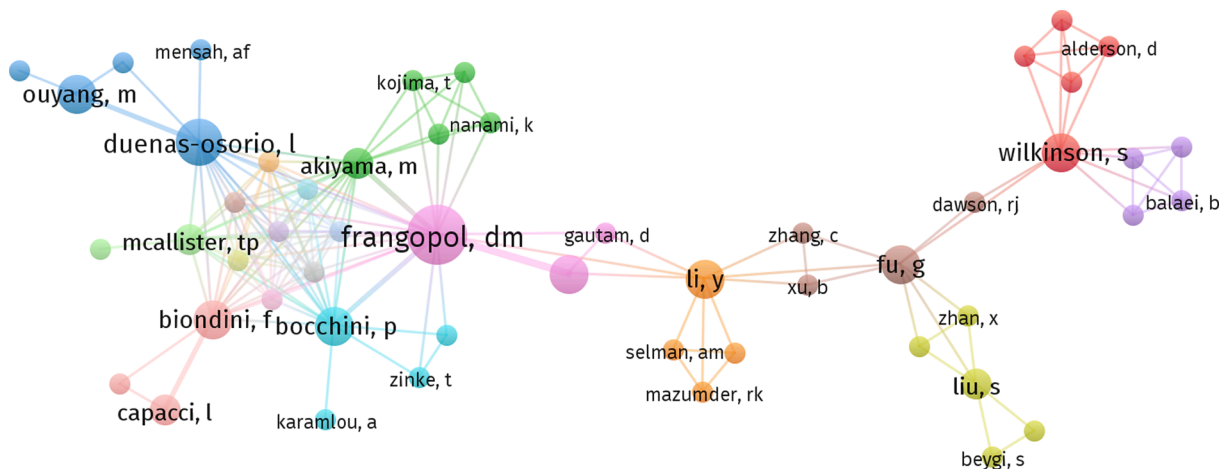 alderson, d
mensah, af
kojima, t
ouyang, m
nanami, k
duenas-osorio, l
wilkinson, s
akiyama, m
balaei, b
dawson, rj
mcallister, tp
frangopol, dm
gautam, d
zhang, c
fu, g
li, y
xu, b
biondini, f
bocchini, p
zhan, x
selman, am
zinke, t
liu, s
mazumder, rk
capacci, l
karamlou, a
beygi, s